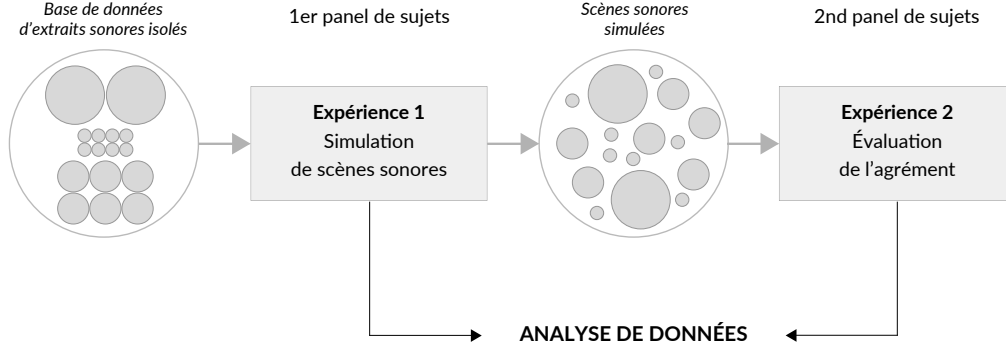 Base de données
d'extraits sonores isolés
1er panel de sujets
Scènes sonores
simulées
2nd panel de sujets
Expérience 1
Simulation
de scènes sonores
Expérience 2
Évaluation
de l'agrément
ANALYSE DE DONNÉES